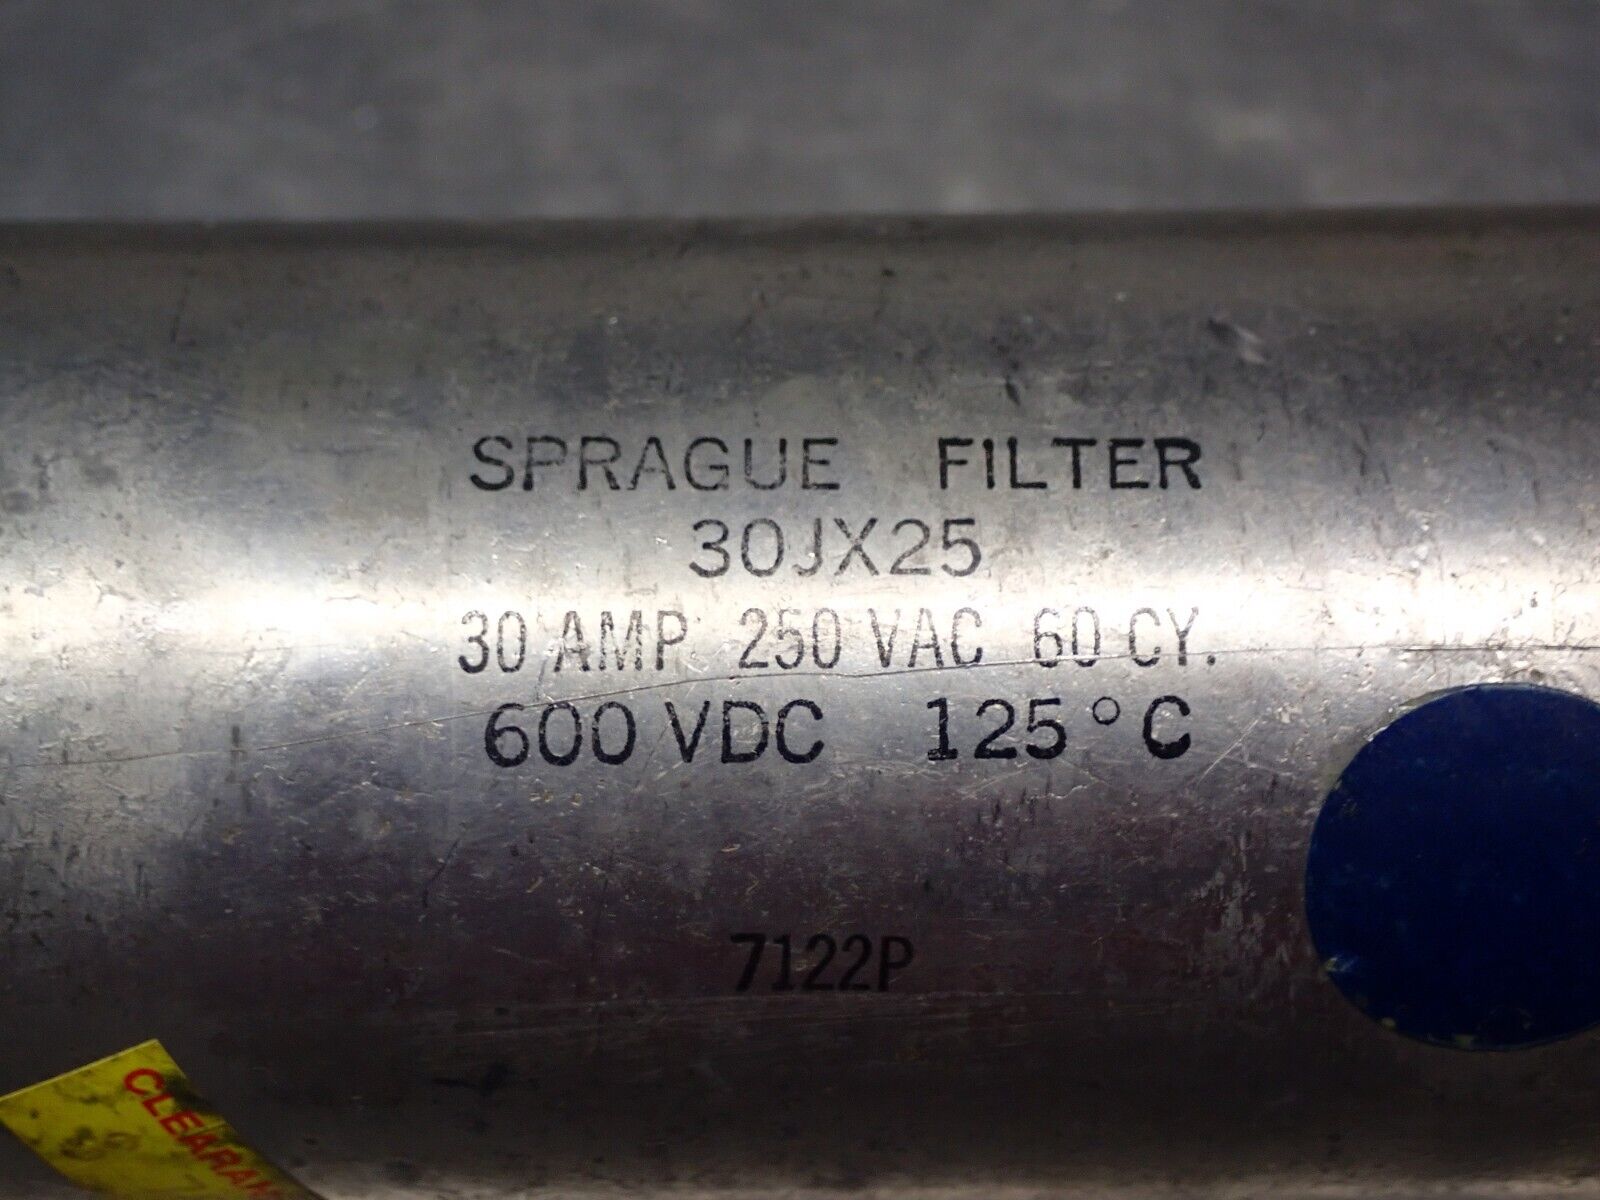 SPRAGUE FILTER
30JX25
30 AMP. 250 VAC 60 CY.
600 VDC 125°C
7122P